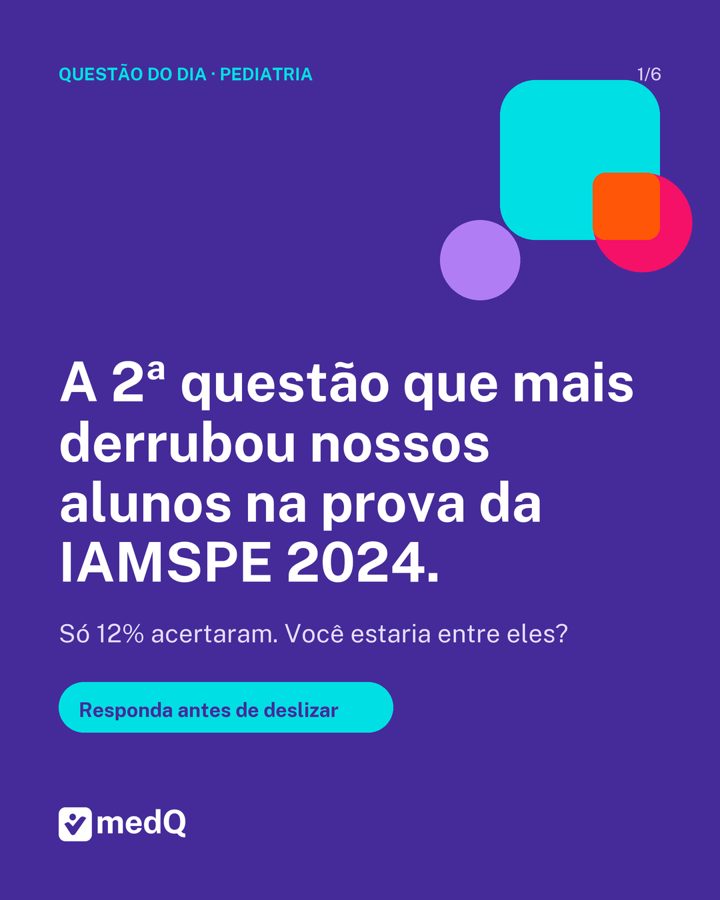 QUESTÃO DO DIA · PEDIATRIA
1/6
A 2ª questão que mais
derrubou nossos
alunos na prova da
IAMSPE 2024.
Só 12% acertaram. Você estaria entre eles?
Responda antes de deslizar
medQ